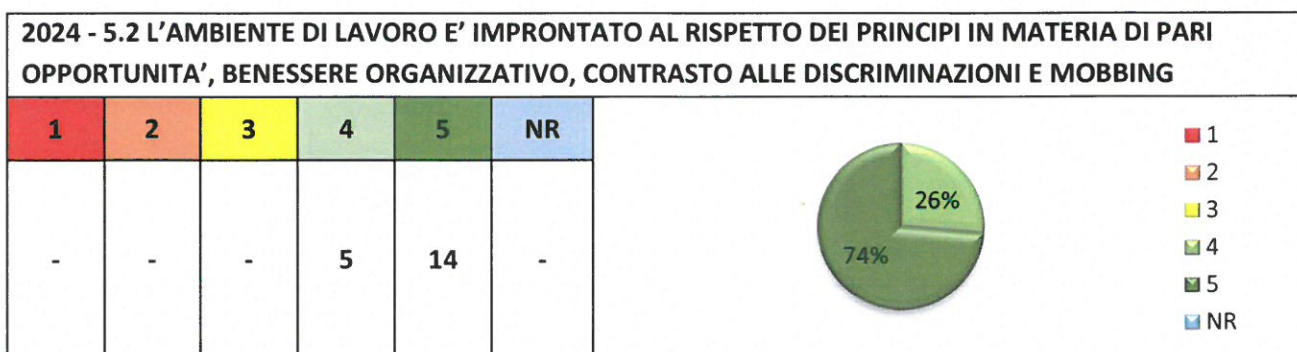 2024 - 5.2 L’AMBIENTE DI LAVORO E’ IMPRONTATO AL RISPETTO DEI PRINCIPI IN MATERIA DI PARI
OPPORTUNITA’, BENESSERE ORGANIZZATIVO, CONTRASTO ALLE DISCRIMINAZIONI E MOBBING
1 2 3 4 5 NR
- - - 5 14 -
26%
74%
1
2
3
4
5
NR